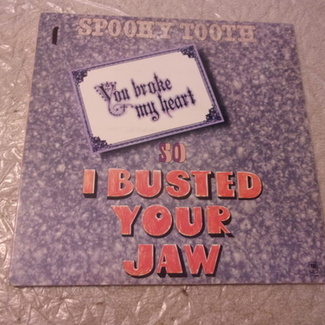 SPOOKY TOOTH
You broke
my heart
SO
I BUSTED
YOUR
JAW